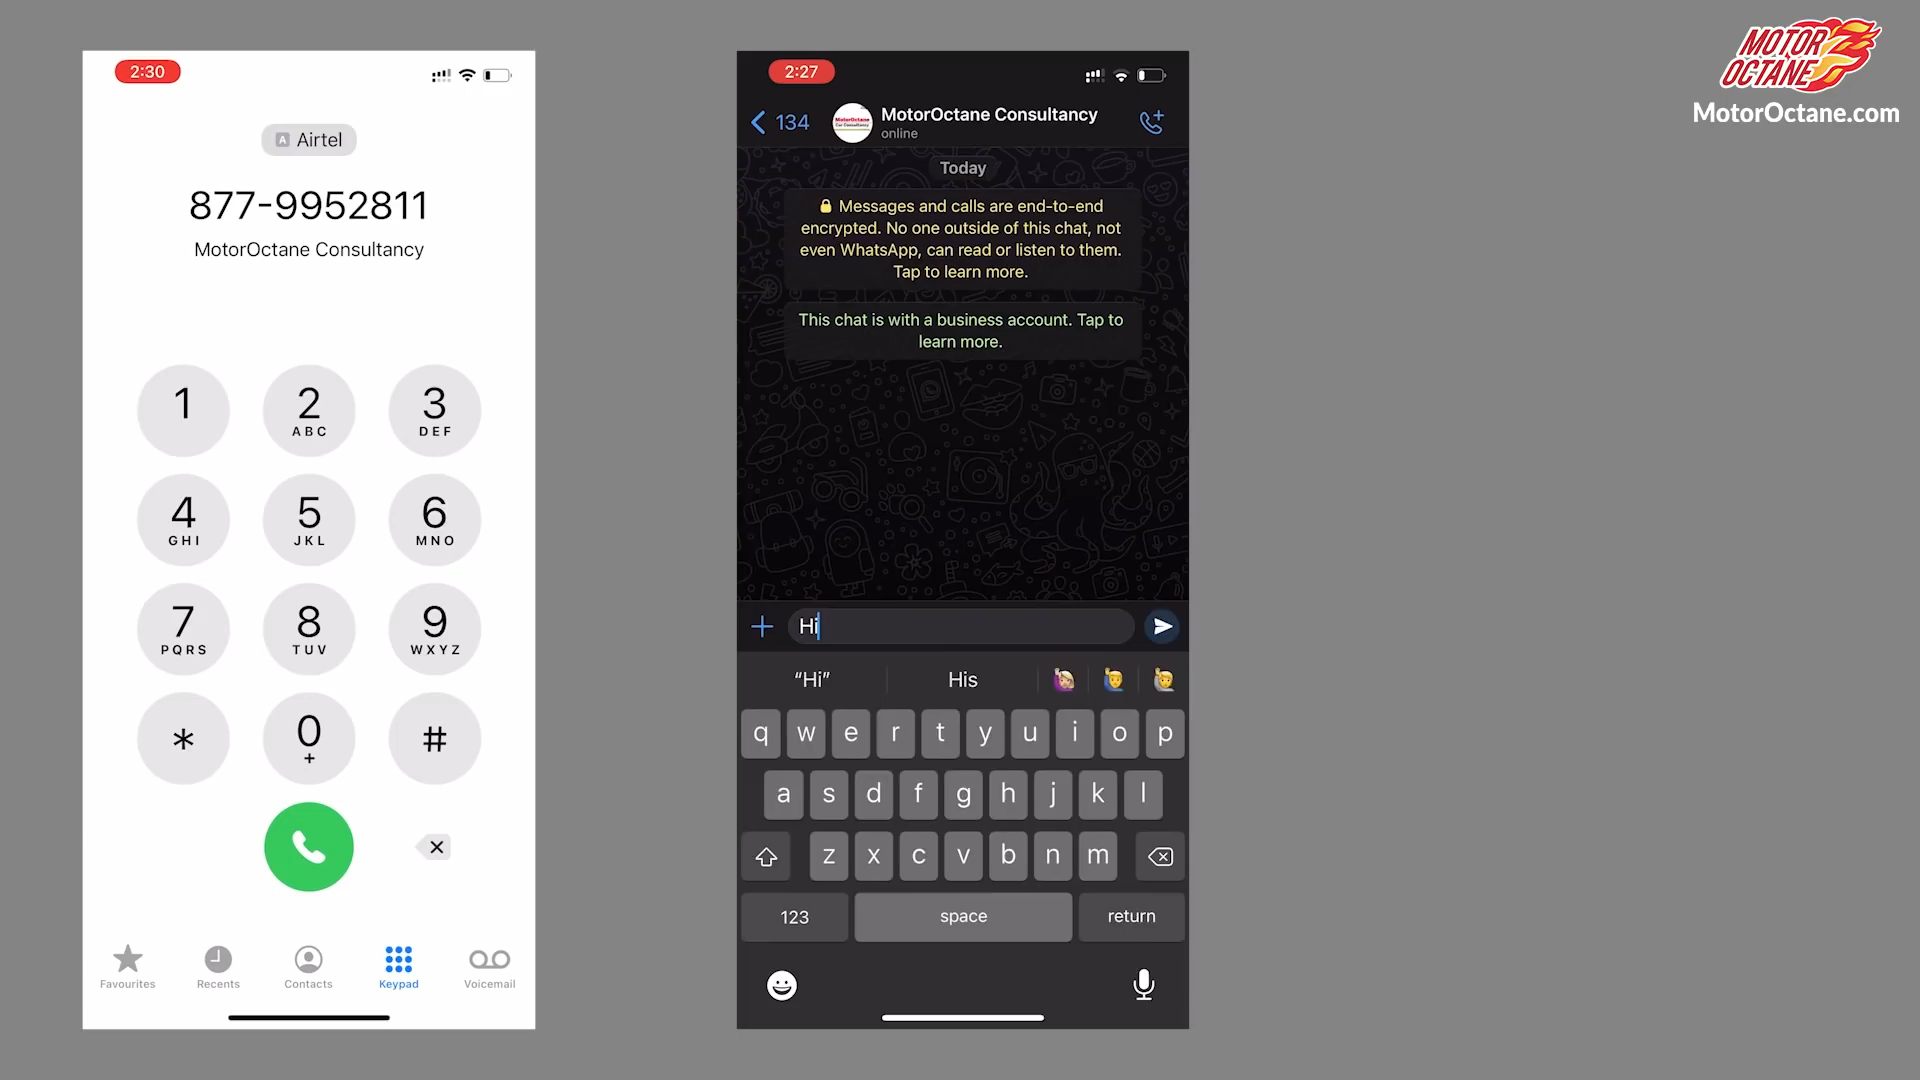 2:30
A Airtel
877-9952811
MotorOctane Consultancy
1
2
ABC
3
DEF
4
GHI
5
JKL
6
MNO
7
PQRS
8
TUV
9
WXYZ
*
0
+
#
Favourites
Recents
Contacts
Keypad
Voicemail
2:27
134
MotorOctane Consultancy
online
Today
Messages and calls are end-to-end
encrypted. No one outside of this chat, not
even WhatsApp, can read or listen to them.
Tap to learn more.
This chat is with a business account. Tap to
learn more.
Hi
“Hi”
His
q w e r t y u i o p
a s d f g h j k l
z x c v b n m
123
space
return
MOTOR
OCTANE
MotorOctane.com